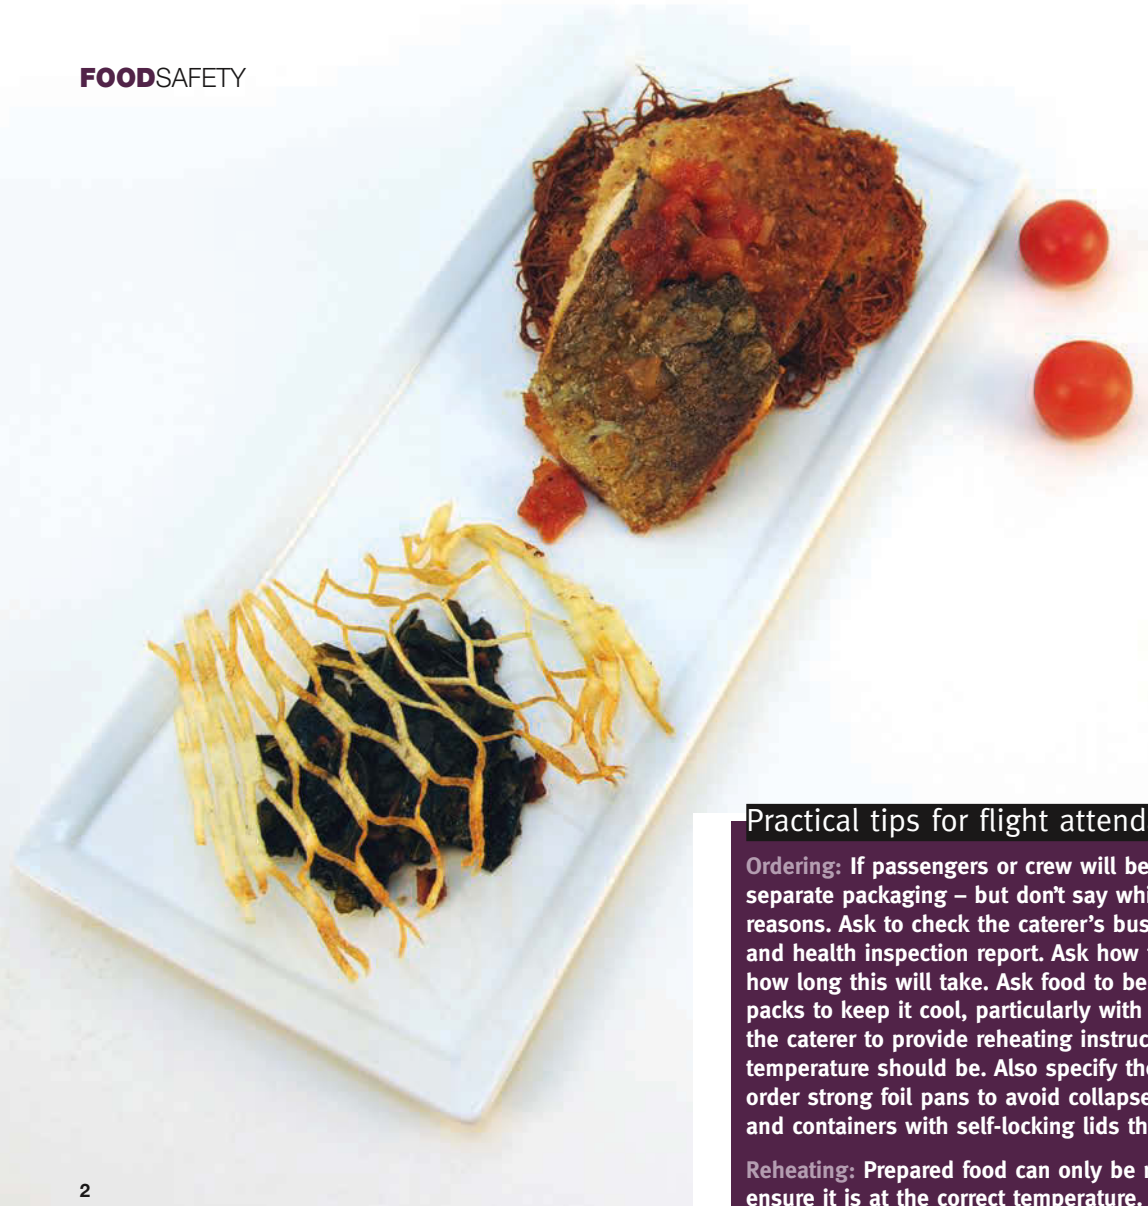 FOODSAFETY
Practical tips for flight attend
Ordering: If passengers or crew will be
separate packaging – but don't say whi
reasons. Ask to check the caterer's bus
and health inspection report. Ask how
how long this will take. Ask food to be
packs to keep it cool, particularly with
the caterer to provide reheating instruc
temperature should be. Also specify the
order strong foil pans to avoid collapse
and containers with self-locking lids th
Reheating: Prepared food can only be
ensure it is at the correct temperature.
2